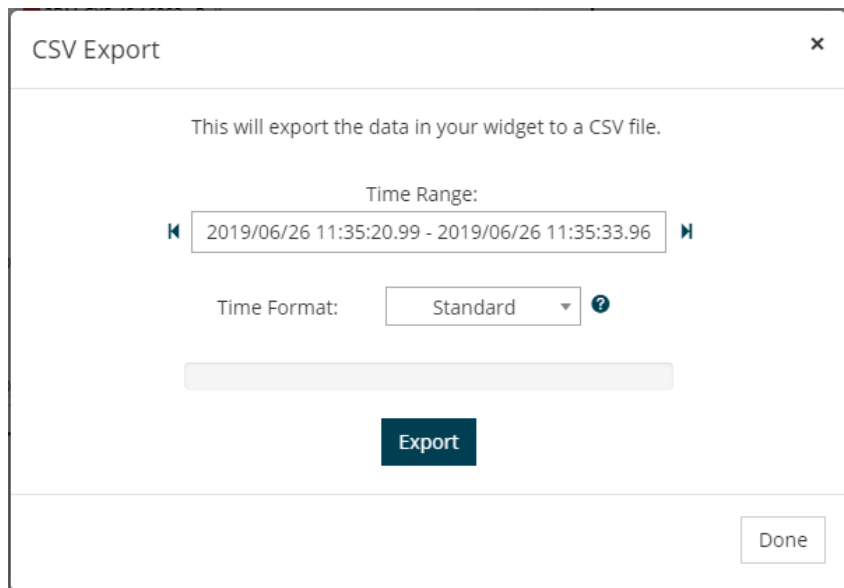 CSV Export
×
This will export the data in your widget to a CSV file.
Time Range:
2019/06/26 11:35:20.99 - 2019/06/26 11:35:33.96
Time Format: Standard ?
Export
Done